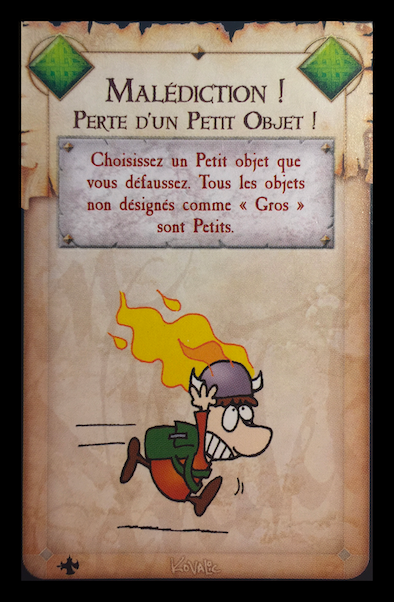 Malédiction !
Perte d'un Petit Objet !
Choisissez un Petit objet que
vous défaussez. Tous les objets
non désignés comme « Gros »
sont Petits.
Kovalic